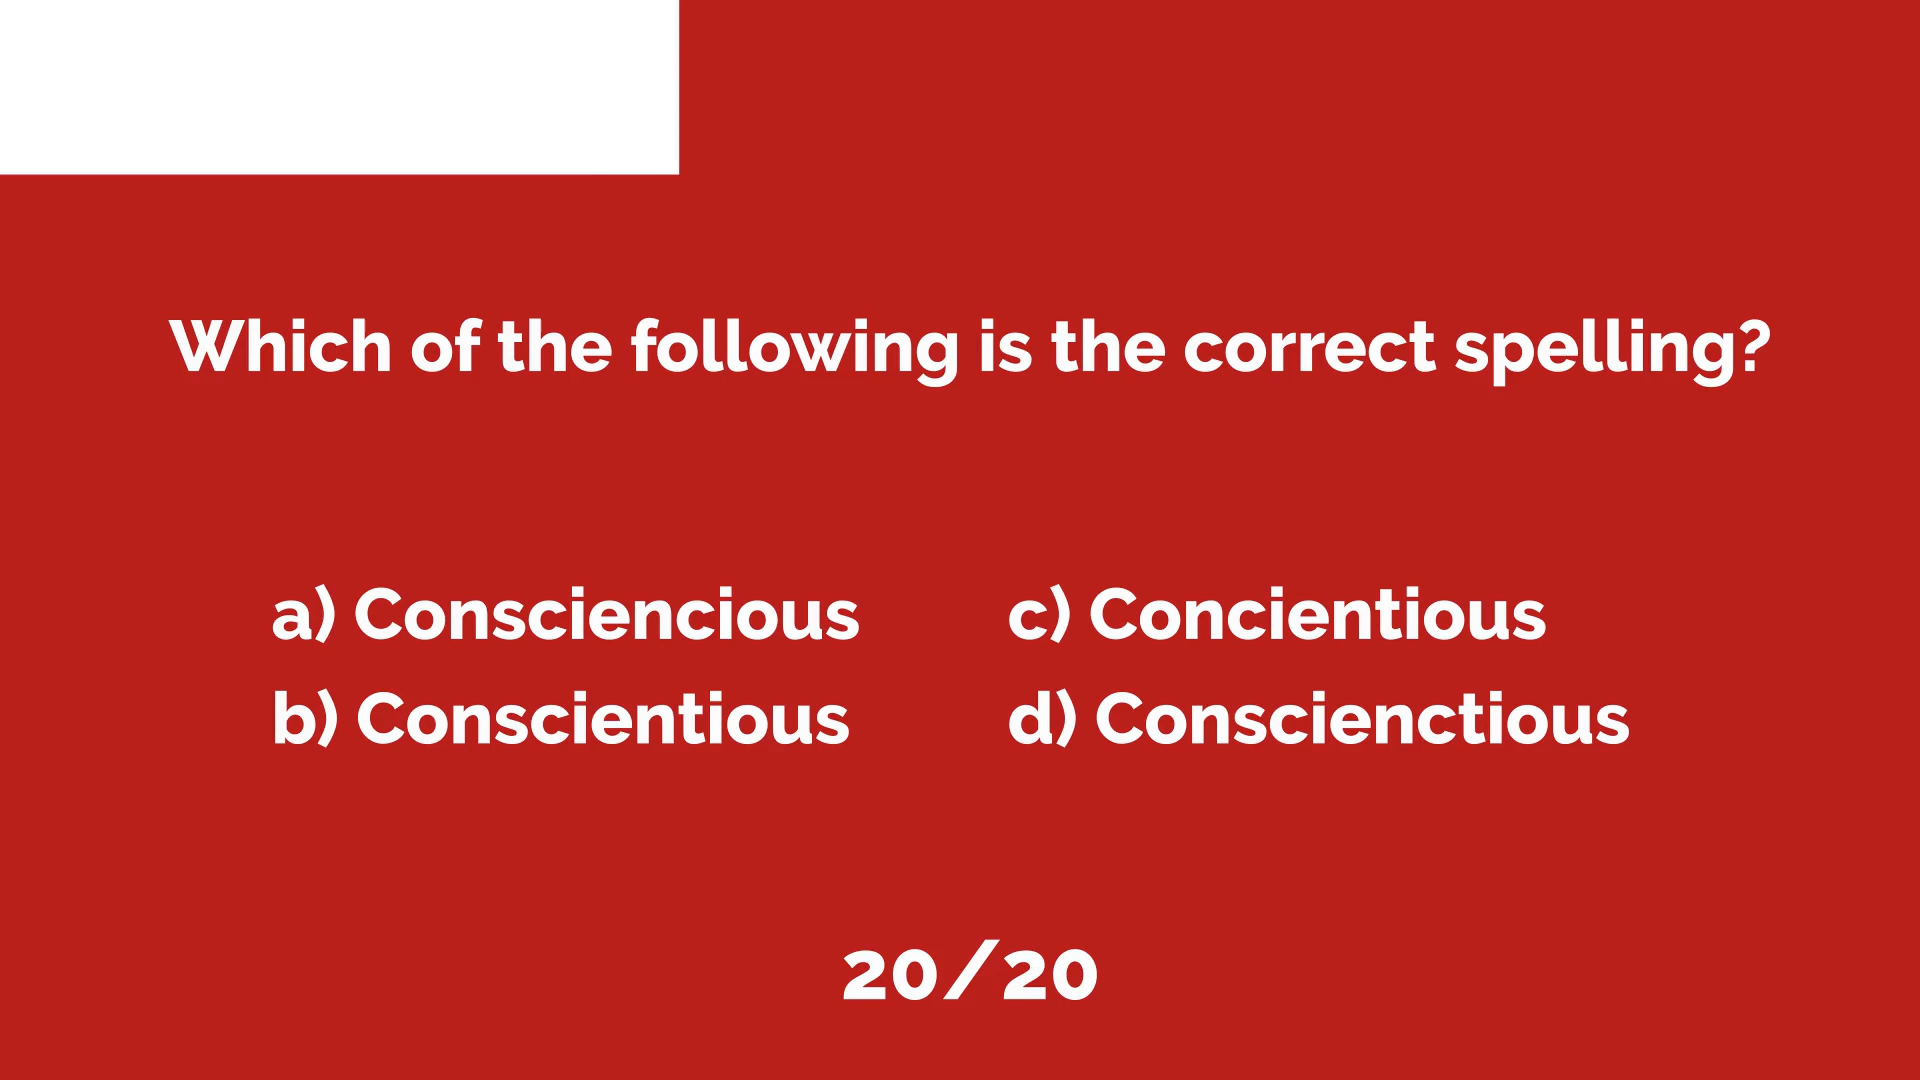 Which of the following is the correct spelling?
a) Consciencious
b) Conscientious
c) Concientious
d) Conscienctious
20/20